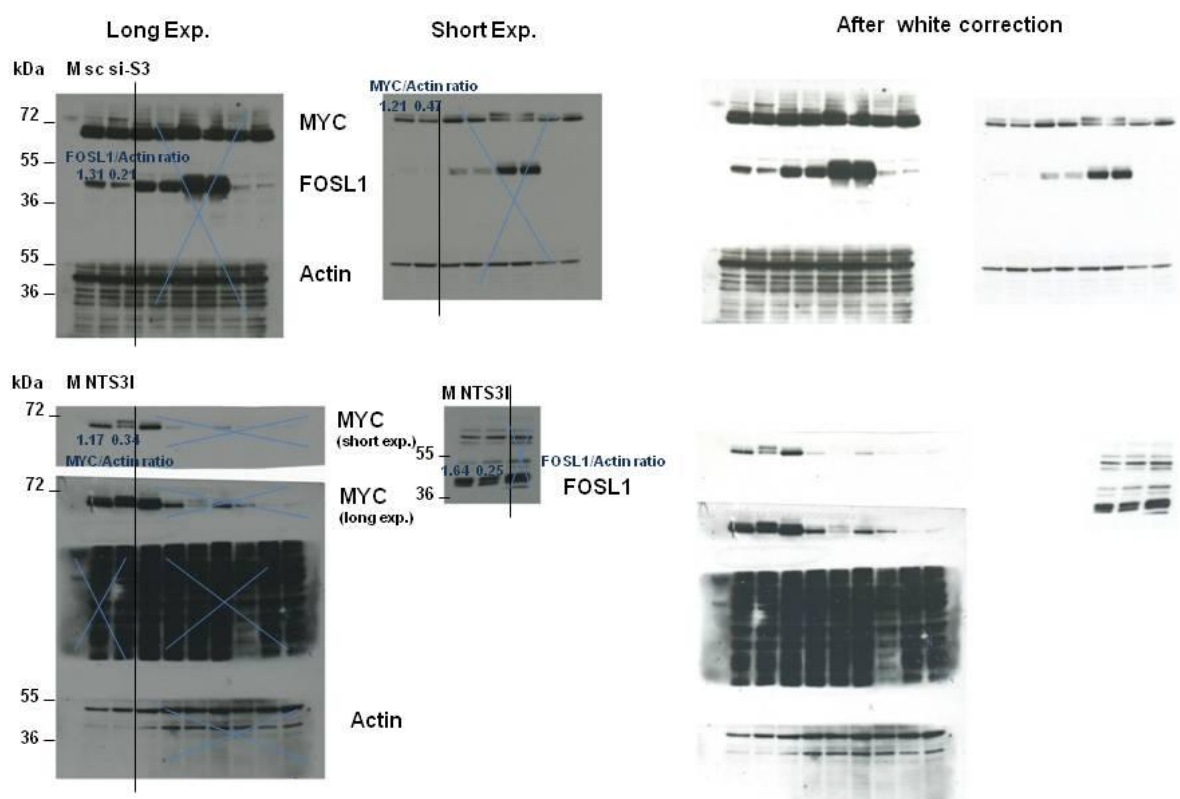 Long Exp.
Short Exp.
After white correction
kDa
M sc si-S3
72
55
36
55
36
FOSL1/Actin ratio
1,31 0.21
MYC/Actin ratio
1.21 0.47
MYC
FOSL1
Actin
kDa
M NTS3I
72
1.17 0.34
MYC/Actin ratio
72
55
36
MYC
(short exp.)
MYC
(long exp.)
Actin
M NTS3I
55
36
1.64 0.25
FOSL1/Actin ratio
FOSL1